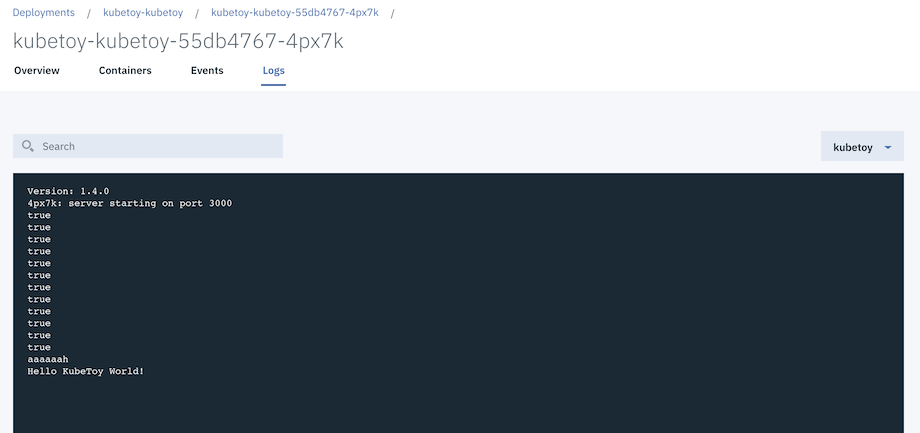 Deployments / kubetoy-kubetoy / kubetoy-kubetoy-55db4767-4px7k /
kubetoy-kubetoy-55db4767-4px7k
Overview Containers Events Logs
Search kubetoy
Version: 1.4.0
4px7k: server starting on port 3000
true
true
true
true
true
true
true
true
true
true
true
true
aaaaaah
Hello KubeToy World!